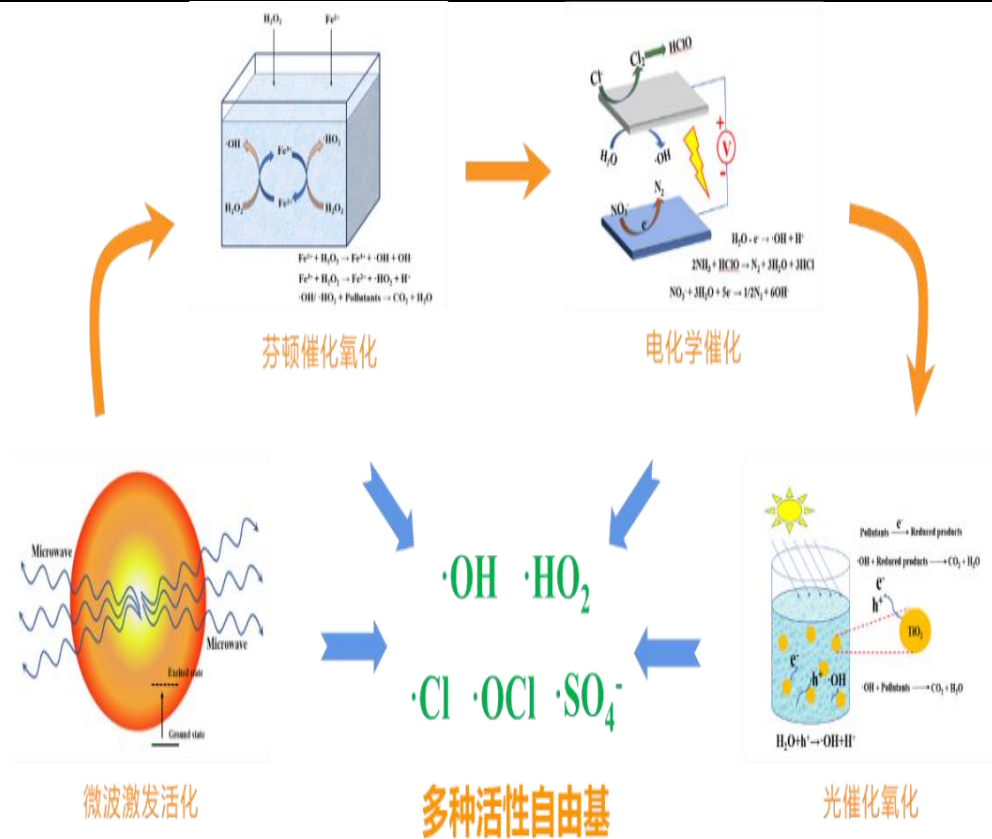 H₂O₂ Fe²⁺
·OH Fe³⁺ ·HO₂
H₂O₂ Fe²⁺ H₂O₂
Fe²⁺ + H₂O₂ → Fe³⁺ + ·OH + OH
Fe³⁺ + H₂O₂ → Fe²⁺ + ·HO₂ + H⁺
·OH/ ·HO₂ + Pollutants → CO₂ + H₂O
芬顿催化氧化
Cl⁻ Cl₂ HClO
H₂O ·OH
+
V
-
NO₃⁻ N₂
e⁻
H₂O - e⁻ → ·OH + H⁺
2NH₃ + HClO → N₂ + 3H₂O + 3HCl
NO₃⁻ + 3H₂O + 5e⁻ → 1/2N₂ + 6OH⁻
电化学催化
Microwave
Microwave
Excited state
Ground state
微波激发活化
·OH ·HO₂
·Cl ·OCl ·SO₄⁻
多种活性自由基
Pollutants e⁻→ Reduced products
·OH + Reduced products → CO₂ + H₂O
e⁻
h⁺
TiO₂
e⁻
h⁺ ·OH
·OH + Pollutants → CO₂ + H₂O
H₂O+h⁺→·OH+H⁺
光催化氧化